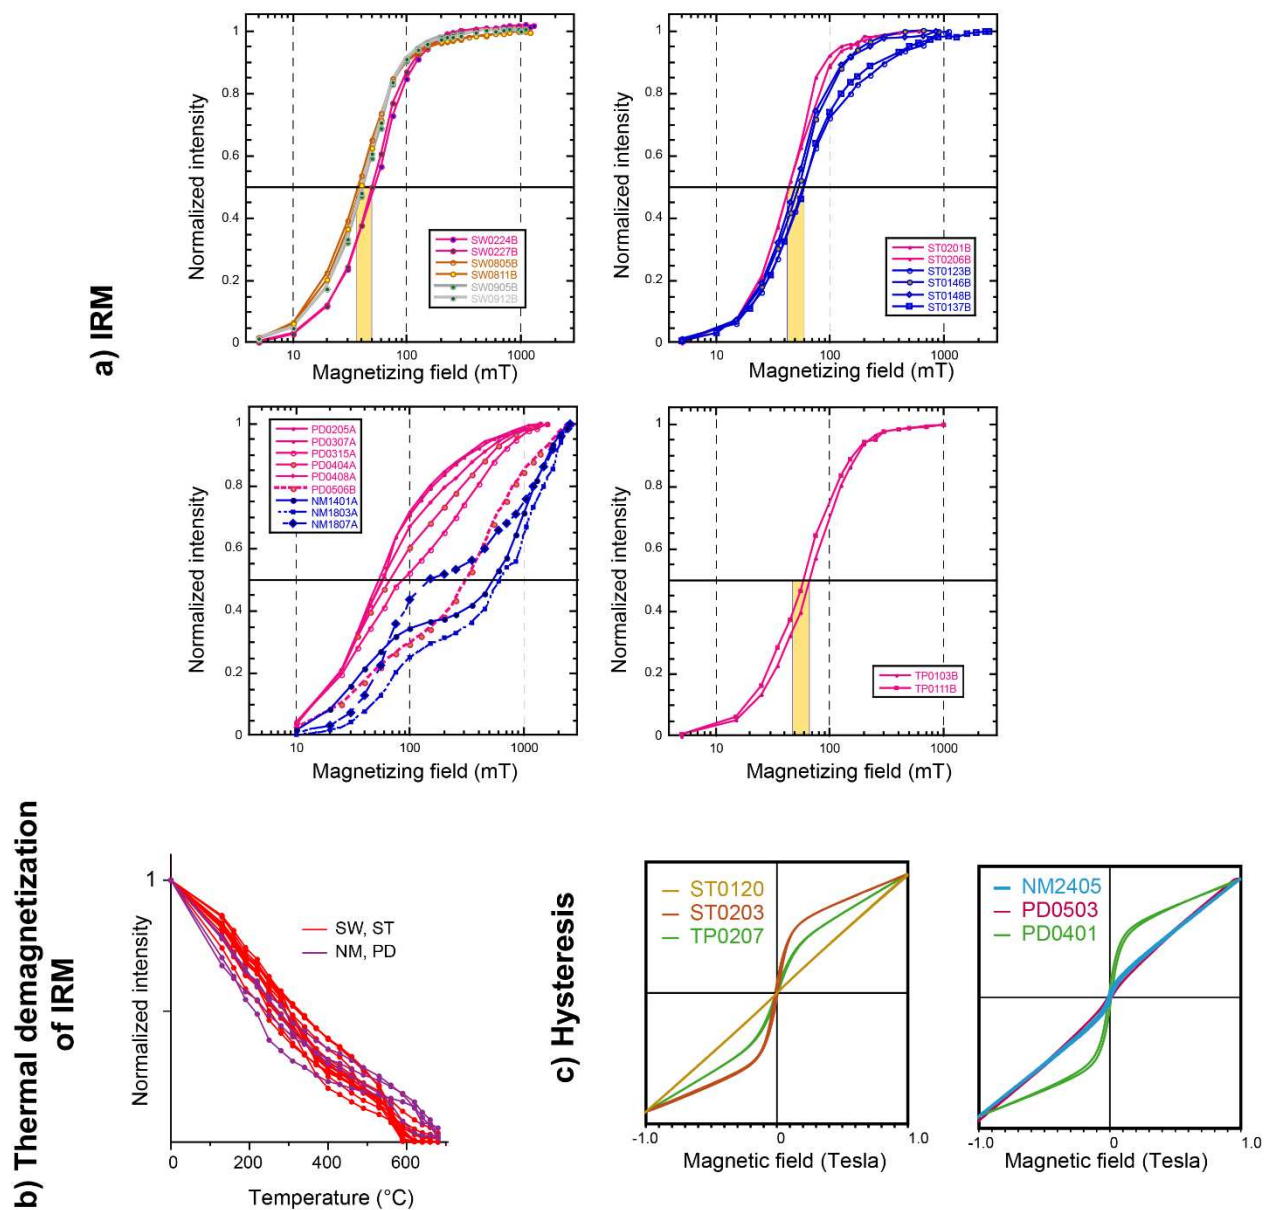 a) IRM
Normalized intensity
1
0.8
0.6
0.4
0.2
0
10
100
1000
Magnetizing field (mT)
SW0224B
SW0227B
SW0805B
SW0811B
SW0905B
SW0912B
Normalized intensity
1
0.8
0.6
0.4
0.2
0
10
100
1000
Magnetizing field (mT)
ST0201B
ST0206B
ST0123B
ST0146B
ST0148B
ST0137B
Normalized intensity
1
0.8
0.6
0.4
0.2
0
10
100
1000
Magnetizing field (mT)
PD0205A
PD0307A
PD0315A
PD0404A
PD0408A
PD0506B
NM1401A
NM1803A
NM1807A
Normalized intensity
1
0.8
0.6
0.4
0.2
0
10
100
1000
Magnetizing field (mT)
TP0103B
TP0111B
b) Thermal demagnetization
of IRM
Normalized intensity
1
SW, ST
NM, PD
0
200
400
600
Temperature (°C)
c) Hysteresis
ST0120
ST0203
TP0207
-1.0
0
1.0
Magnetic field (Tesla)
NM2405
PD0503
PD0401
-1.0
0
1.0
Magnetic field (Tesla)